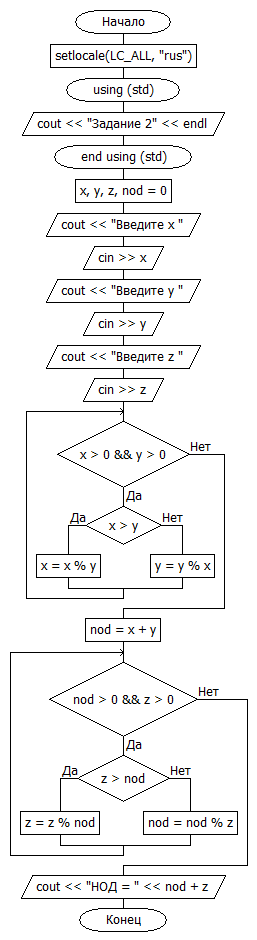 Начало
setlocale(LC_ALL, "rus")
using (std)
cout << "Задание 2" << endl
end using (std)
x, y, z, nod = 0
cout << "Введите x "
cin >> x
cout << "Введите y "
cin >> y
cout << "Введите z "
cin >> z
x > 0 && y > 0
Нет
Да
x > y
Да
Нет
x = x % y
y = y % x
nod = x + y
nod > 0 && z > 0
Нет
Да
z > nod
Да
Нет
z = z % nod
nod = nod % z
cout << "НОД = " << nod + z
Конец